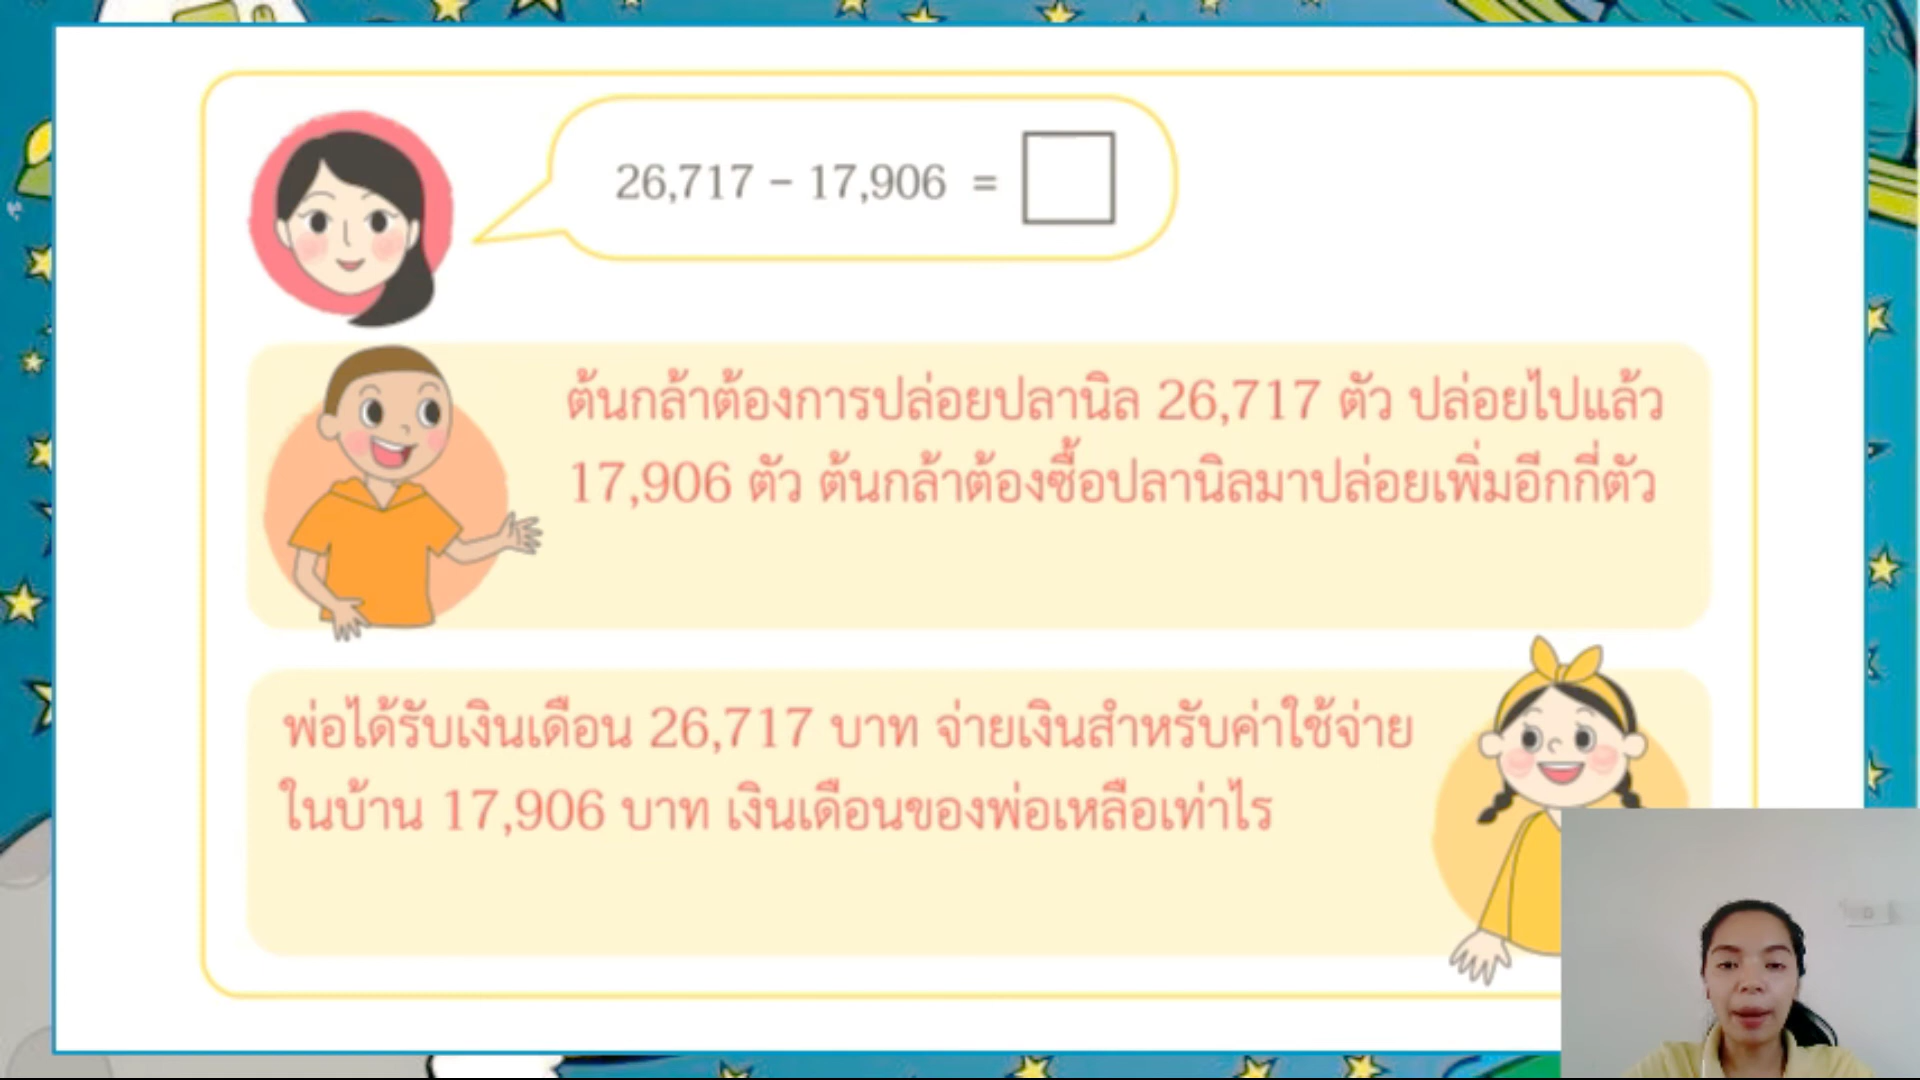 26,717 − 17,906 =
ต้นกล้าต้องการปล่อยปลานิล 26,717 ตัว ปล่อยไปแล้ว
17,906 ตัว ต้นกล้าต้องซื้อปลานิลมาปล่อยเพิ่มอีกกี่ตัว
พ่อได้รับเงินเดือน 26,717 บาท จ่ายเงินสำหรับค่าใช้จ่าย
ในบ้าน 17,906 บาท เงินเดือนของพ่อเหลือเท่าไร